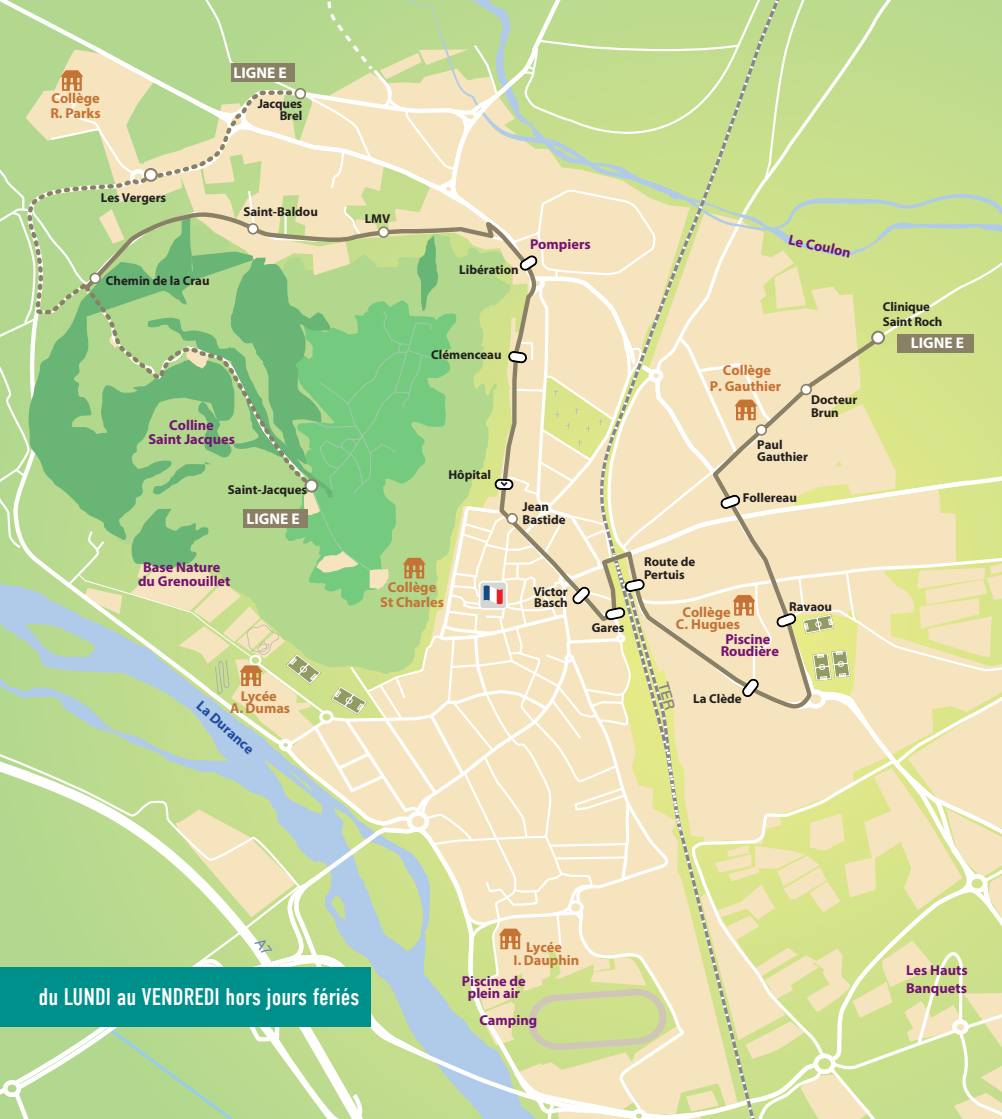 LIGNE E
Collège
R. Parks
Jacques
Brel
Les Vergers
Saint-Baldou
LMV
Pompiers
Le Coulon
Libération
Chemin de la Crau
Clinique
Saint Roch
LIGNE E
Clémenceau
Collège
P. Gauthier
Docteur
Brun
Colline
Saint Jacques
Paul
Gauthier
Hôpital
Saint-Jacques
LIGNE E
Follereau
Jean
Bastide
Base Nature
du Grenouillet
Collège
St Charles
Victor
Basch
Route de
Pertuis
Gares
Collège
C. Hugues
Ravaou
Piscine
Roudière
Lycée
A. Dumas
La Durance
TER
La Clède
A7
Lycée
I. Dauphin
Piscine de
plein air
Camping
Les Hauts
Banquets
du LUNDI au VENDREDI hors jours fériés